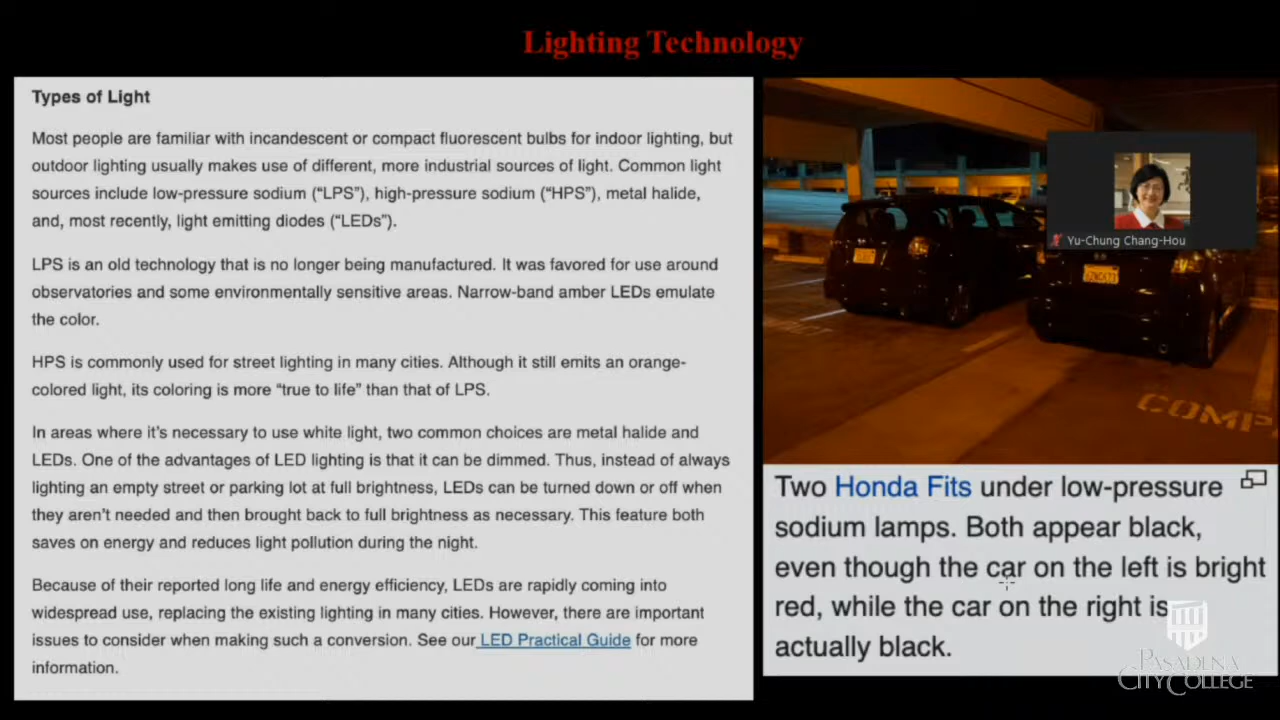 Lighting Technology
Types of Light
Most people are familiar with incandescent or compact fluorescent bulbs for indoor lighting, but
outdoor lighting usually makes use of different, more industrial sources of light. Common light
sources include low-pressure sodium (“LPS”), high-pressure sodium (“HPS”), metal halide,
and, most recently, light emitting diodes (“LEDs”).
LPS is an old technology that is no longer being manufactured. It was favored for use around
observatories and some environmentally sensitive areas. Narrow-band amber LEDs emulate
the color.
HPS is commonly used for street lighting in many cities. Although it still emits an orange-
colored light, its coloring is more “true to life” than that of LPS.
In areas where it’s necessary to use white light, two common choices are metal halide and
LEDs. One of the advantages of LED lighting is that it can be dimmed. Thus, instead of always
lighting an empty street or parking lot at full brightness, LEDs can be turned down or off when
they aren’t needed and then brought back to full brightness as necessary. This feature both
saves on energy and reduces light pollution during the night.
Because of their reported long life and energy efficiency, LEDs are rapidly coming into
widespread use, replacing the existing lighting in many cities. However, there are important
issues to consider when making such a conversion. See our LED Practical Guide for more
information.
Yu-Chung Chang-Hou
COMP
Two Honda Fits under low-pressure
sodium lamps. Both appear black,
even though the car on the left is bright
red, while the car on the right is
actually black.
PASADENA
CITY COLLEGE